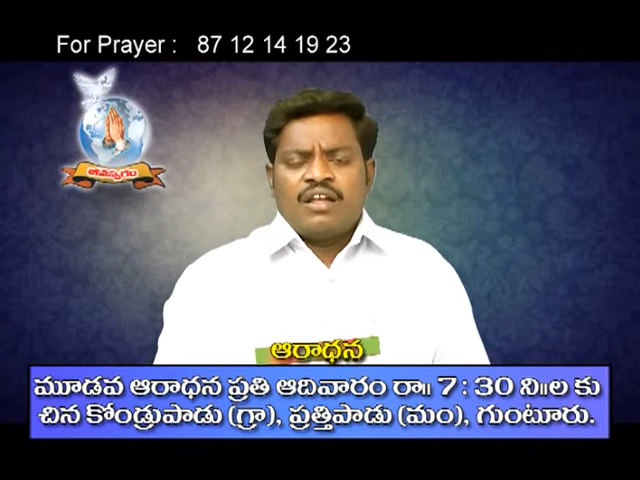 For Prayer : 87 12 14 19 23
ఆరాధన
మూడవ ఆరాధన ప్రతి ఆదివారం రా॥ 7 : 30 ని॥ల కు
చిన కోండ్రుపాడు (గ్రా), ప్రత్తిపాడు (మం), గుంటూరు.